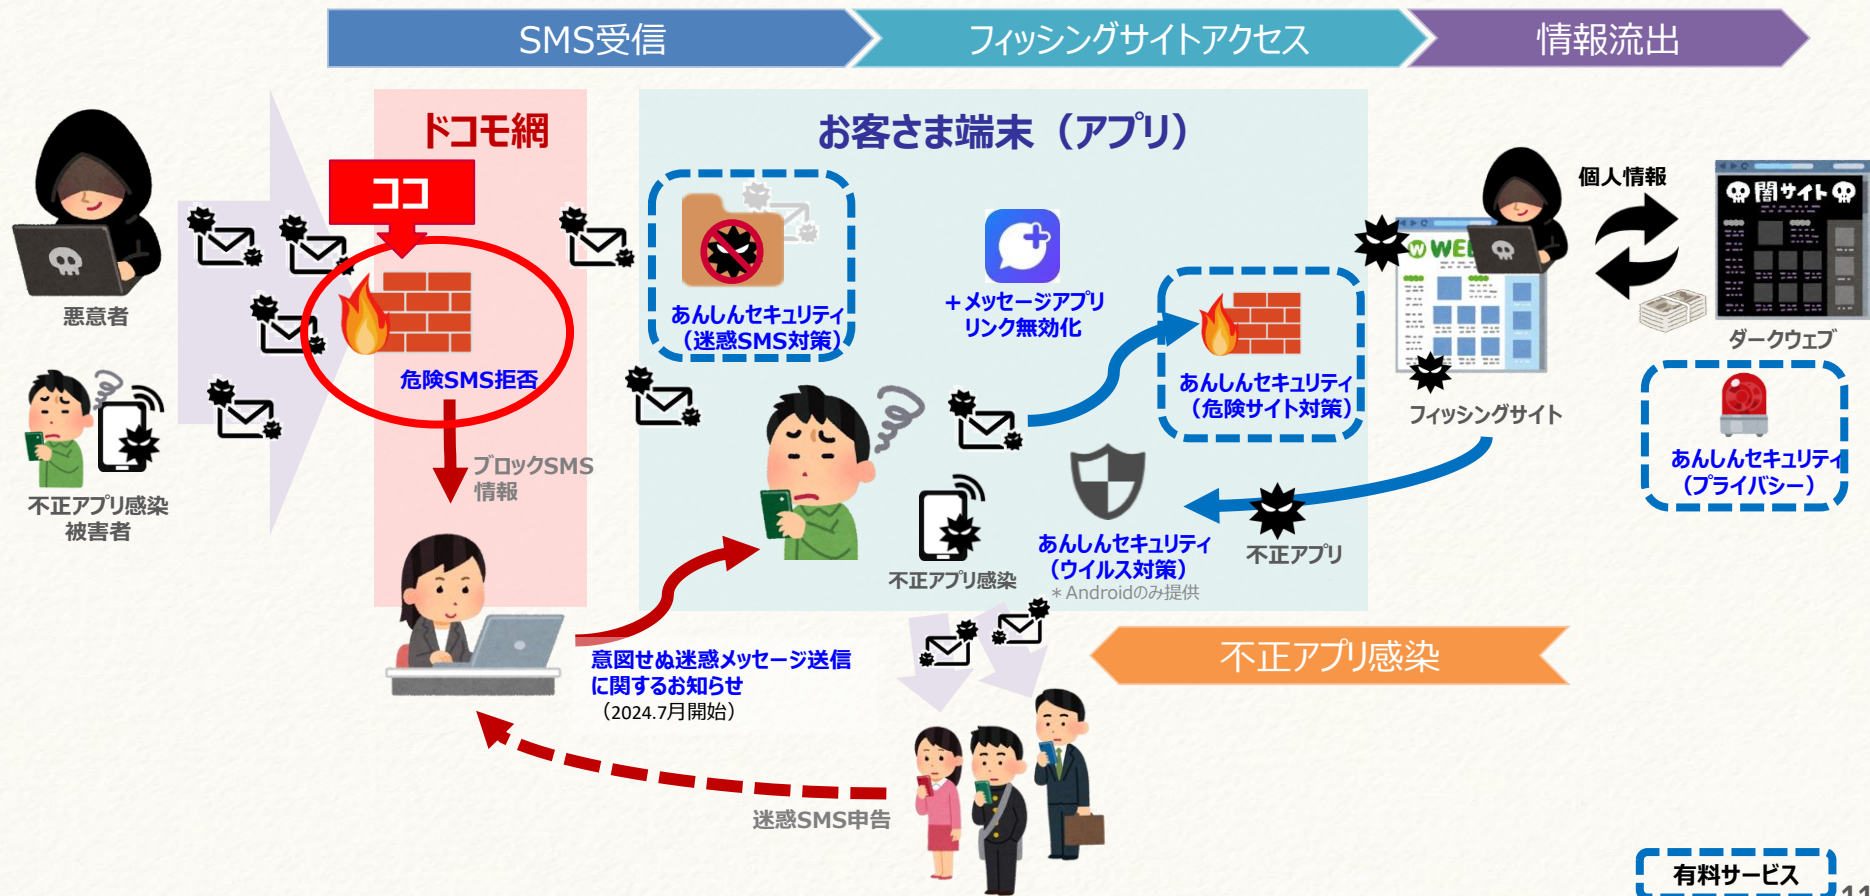 SMS受信
フィッシングサイトアクセス
情報流出
ドコモ網
お客さま端末（アプリ）
ココ
悪意者
不正アプリ感染
被害者
危険SMS拒否
ブロックSMS
情報
あんしんセキュリティ
（迷惑SMS対策）
＋メッセージアプリ
リンク無効化
あんしんセキュリティ
（危険サイト対策）
W WEB
フィッシングサイト
個人情報
闇サイト
ダークウェブ
あんしんセキュリティ
（プライバシー）
不正アプリ感染
あんしんセキュリティ
（ウイルス対策）
＊Androidのみ提供
不正アプリ
意図せぬ迷惑メッセージ送信
に関するお知らせ
（2024.7月開始）
不正アプリ感染
迷惑SMS申告
有料サービス
11